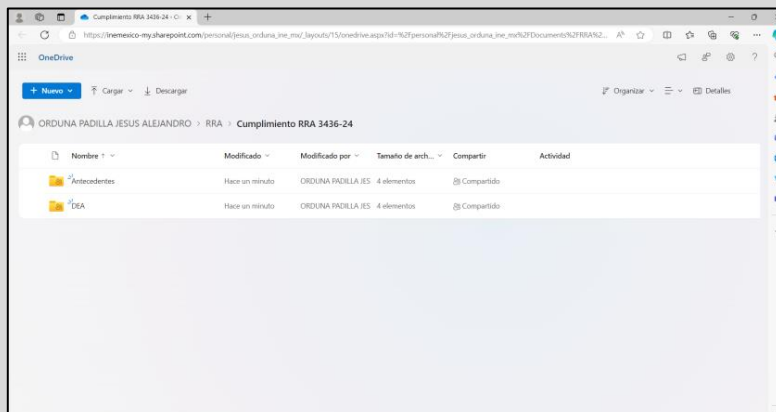 Cumplimiento RRA 3436-24 - O
https://inemexico-my.sharepoint.com/personal/jesus_orduna_ine_mx/_layouts/15/onedrive.aspx?id=%2Fpersonal%2Fjesus_orduna_ine_mx%2FDocuments%2FRRA%2...
OneDrive
+ Nuevo Cargar Descargar Organizar Detalles
ORDUNA PADILLA JESUS ALEJANDRO > RRA > Cumplimiento RRA 3436-24
Nombre ↑ Modificado Modificado por Tamaño de arch... Compartir Actividad
Antecedentes Hace un minuto ORDUNA PADILLA JES 4 elementos Compartido
DEA Hace un minuto ORDUNA PADILLA JES 4 elementos Compartido